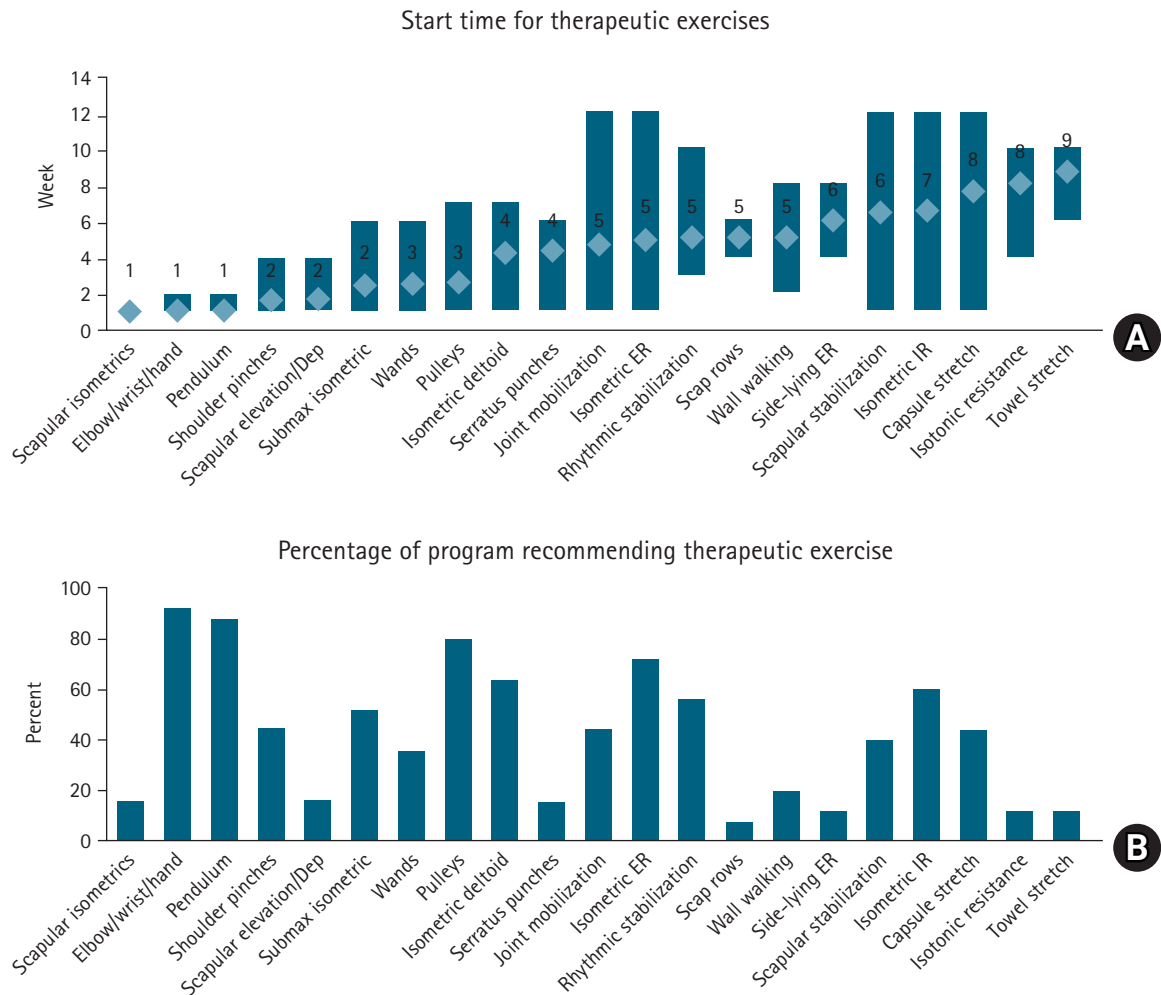 Start time for therapeutic exercises
14
12
10
8
6
4
2
0
Week
1 1 1 2 2 2 3 3 4 4 5 5 5 5 5 6 6 7 8 8 9
Scapular isometrics
Elbow/wrist/hand
Pendulum
Shoulder pinches
Scapular elevation/Dep
Submax isometric
Wands
Pulleys
Isometric deltoid
Serratus punches
Joint mobilization
Isometric ER
Rhythmic stabilization
Scap rows
Wall walking
Side-lying ER
Scapular stabilization
Isometric IR
Capsule stretch
Isotonic resistance
Towel stretch
A
Percentage of program recommending therapeutic exercise
100
80
60
40
20
0
Percent
Scapular isometrics
Elbow/wrist/hand
Pendulum
Shoulder pinches
Scapular elevation/Dep
Submax isometric
Wands
Pulleys
Isometric deltoid
Serratus punches
Joint mobilization
Isometric ER
Rhythmic stabilization
Scap rows
Wall walking
Side-lying ER
Scapular stabilization
Isometric IR
Capsule stretch
Isotonic resistance
Towel stretch
B